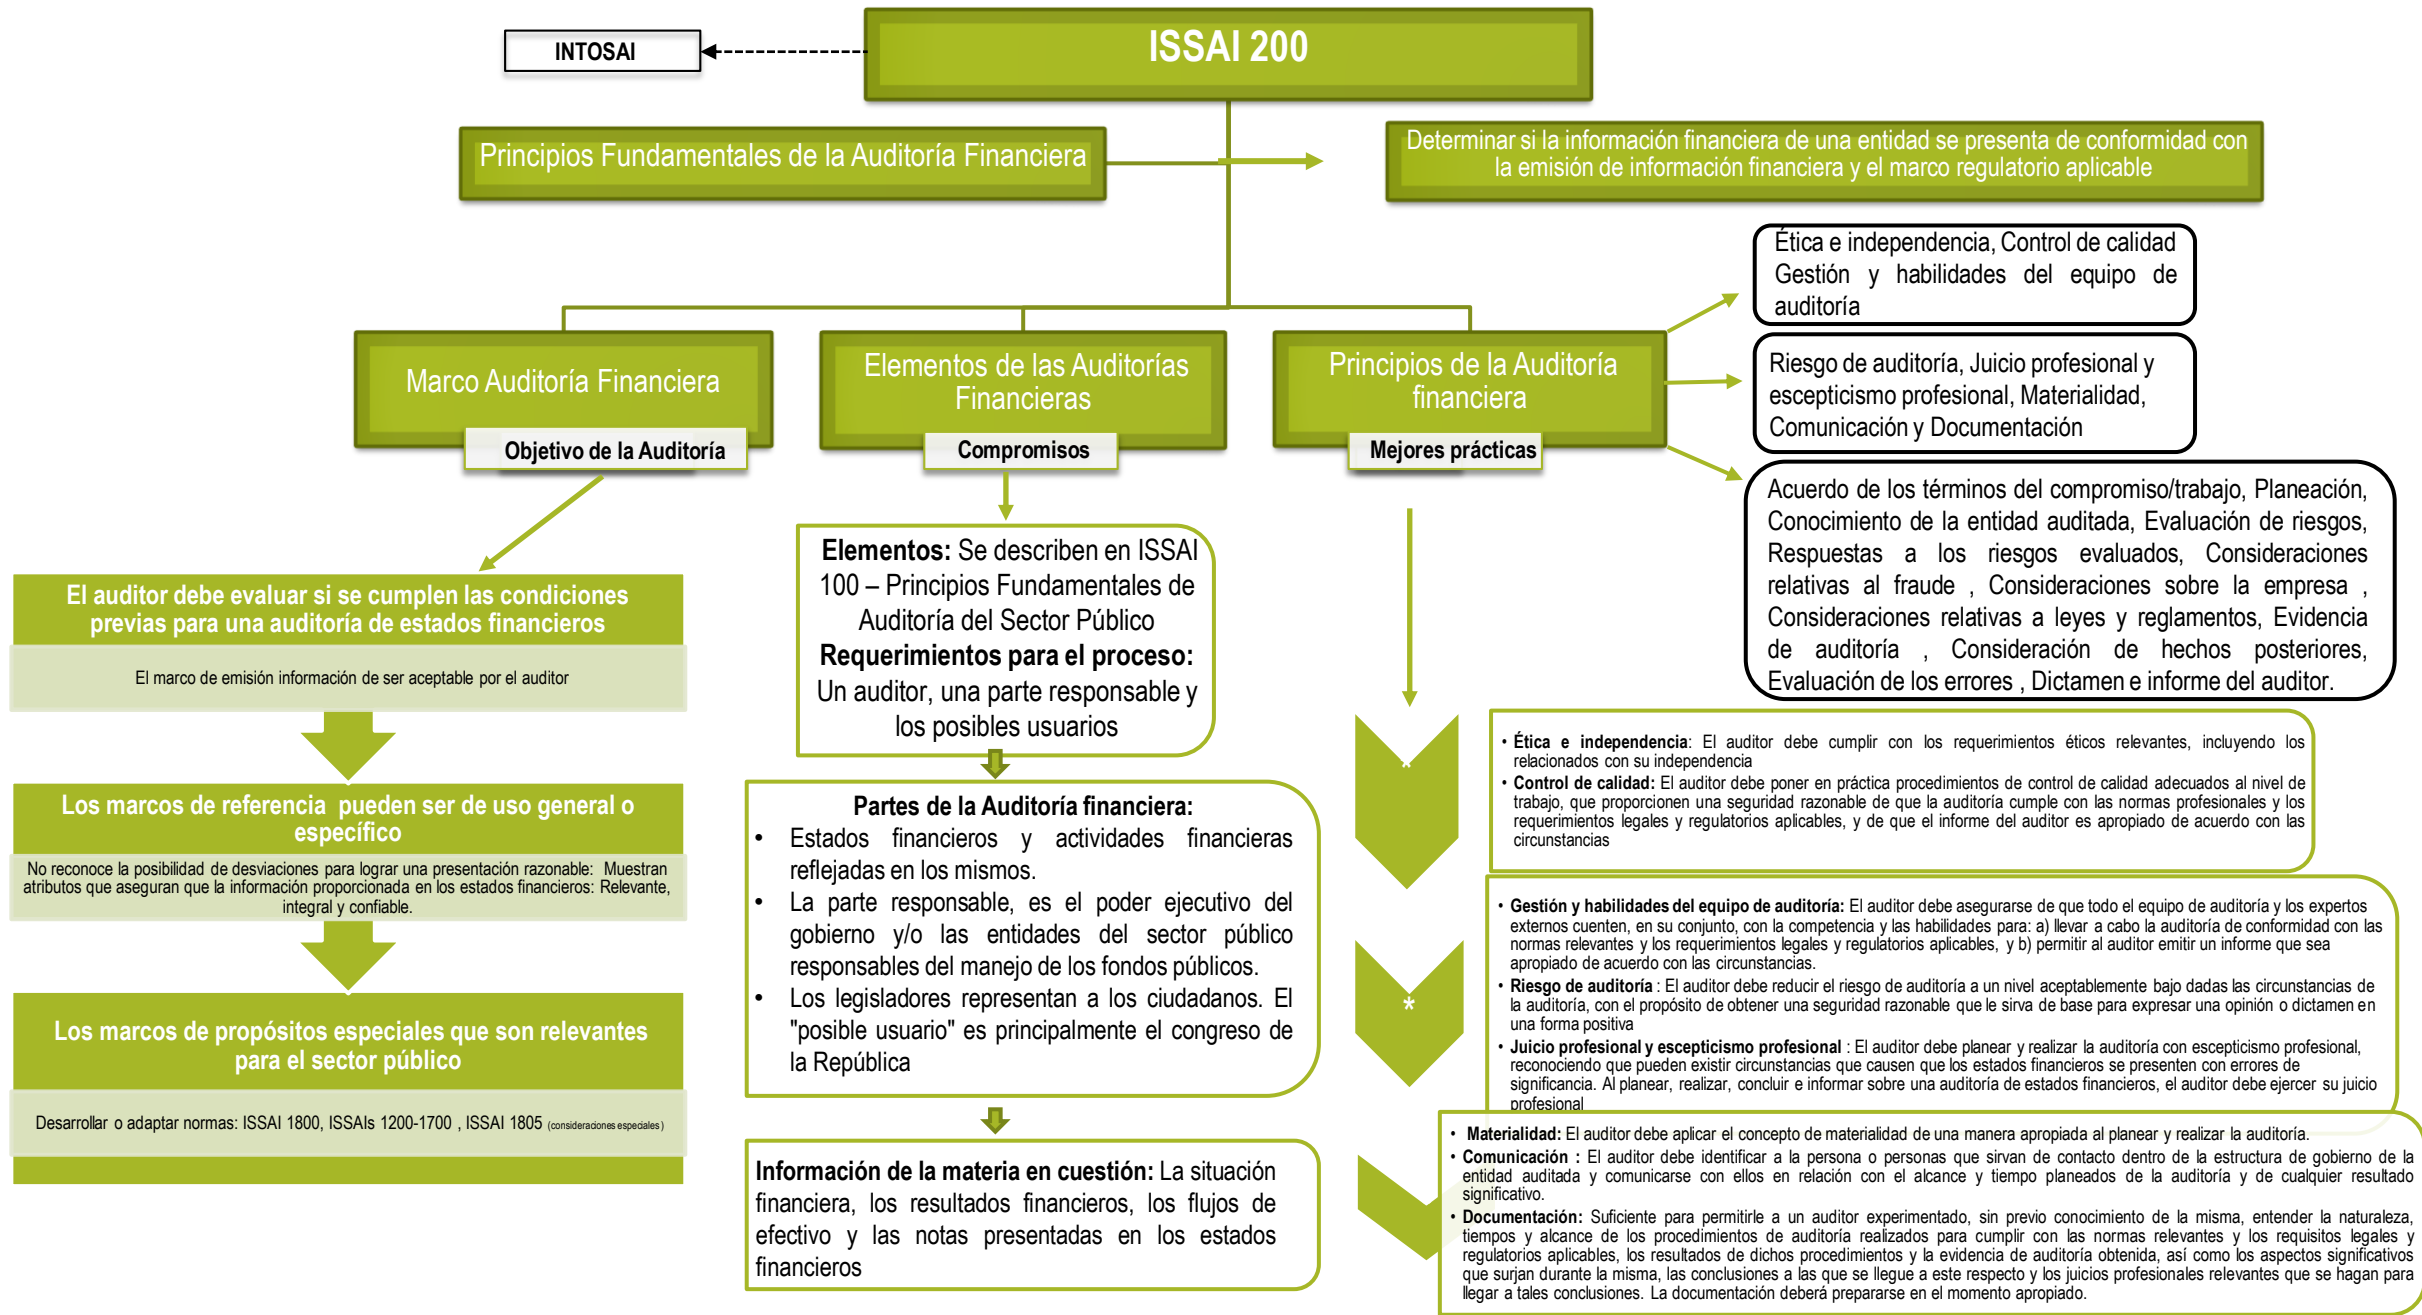 INTOSAI
ISSAI 200
Principios Fundamentales de la Auditoría Financiera
Determinar si la información financiera de una entidad se presenta de conformidad con
la emisión de información financiera y el marco regulatorio aplicable
Ética e independencia, Control de calidad
Gestión y habilidades del equipo de
auditoría
Marco Auditoría Financiera
Objetivo de la Auditoría
Elementos de las Auditorías
Financieras
Compromisos
Principios de la Auditoría
financiera
Mejores prácticas
Riesgo de auditoría, Juicio profesional y
escepticismo profesional, Materialidad,
Comunicación y Documentación
Acuerdo de los términos del compromiso/trabajo, Planeación,
Conocimiento de la entidad auditada, Evaluación de riesgos,
Respuestas a los riesgos evaluados, Consideraciones
relativas al fraude , Consideraciones sobre la empresa ,
Consideraciones relativas a leyes y reglamentos, Evidencia
de auditoría , Consideración de hechos posteriores,
Evaluación de los errores , Dictamen e informe del auditor.
El auditor debe evaluar si se cumplen las condiciones
previas para una auditoría de estados financieros
El marco de emisión información de ser aceptable por el auditor
Los marcos de referencia pueden ser de uso general o
específico
No reconoce la posibilidad de desviaciones para lograr una presentación razonable: Muestran
atributos que aseguran que la información proporcionada en los estados financieros: Relevante,
integral y confiable.
Los marcos de propósitos especiales que son relevantes
para el sector público
Desarrollar o adaptar normas: ISSAI 1800, ISSAIs 1200-1700 , ISSAI 1805 (consideraciones especiales)
Elementos: Se describen en ISSAI
100 – Principios Fundamentales de
Auditoría del Sector Público
Requerimientos para el proceso:
Un auditor, una parte responsable y
los posibles usuarios
Partes de la Auditoría financiera:
• Estados financieros y actividades financieras
reflejadas en los mismos.
• La parte responsable, es el poder ejecutivo del
gobierno y/o las entidades del sector público
responsables del manejo de los fondos públicos.
• Los legisladores representan a los ciudadanos. El
"posible usuario" es principalmente el congreso de
la República
Información de la materia en cuestión: La situación
financiera, los resultados financieros, los flujos de
efectivo y las notas presentadas en los estados
financieros
*
• Ética e independencia: El auditor debe cumplir con los requerimientos éticos relevantes, incluyendo los
relacionados con su independencia
• Control de calidad: El auditor debe poner en práctica procedimientos de control de calidad adecuados al nivel de
trabajo, que proporcionen una seguridad razonable de que la auditoría cumple con las normas profesionales y los
requerimientos legales y regulatorios aplicables, y de que el informe del auditor es apropiado de acuerdo con las
circunstancias
*
• Gestión y habilidades del equipo de auditoría: El auditor debe asegurarse de que todo el equipo de auditoría y los expertos
externos cuenten, en su conjunto, con la competencia y las habilidades para: a) llevar a cabo la auditoría de conformidad con las
normas relevantes y los requerimientos legales y regulatorios aplicables, y b) permitir al auditor emitir un informe que sea
apropiado de acuerdo con las circunstancias.
• Riesgo de auditoría : El auditor debe reducir el riesgo de auditoría a un nivel aceptablemente bajo dadas las circunstancias de
la auditoría, con el propósito de obtener una seguridad razonable que le sirva de base para expresar una opinión o dictamen en
una forma positiva
• Juicio profesional y escepticismo profesional : El auditor debe planear y realizar la auditoría con escepticismo profesional,
reconociendo que pueden existir circunstancias que causen que los estados financieros se presenten con errores de
significancia. Al planear, realizar, concluir e informar sobre una auditoría de estados financieros, el auditor debe ejercer su juicio
profesional
• Materialidad: El auditor debe aplicar el concepto de materialidad de una manera apropiada al planear y realizar la auditoría.
• Comunicación : El auditor debe identificar a la persona o personas que sirvan de contacto dentro de la estructura de gobierno de la
entidad auditada y comunicarse con ellos en relación con el alcance y tiempo planeados de la auditoría y de cualquier resultado
significativo.
• Documentación: Suficiente para permitirle a un auditor experimentado, sin previo conocimiento de la misma, entender la naturaleza,
tiempos y alcance de los procedimientos de auditoría realizados para cumplir con las normas relevantes y los requisitos legales y
regulatorios aplicables, los resultados de dichos procedimientos y la evidencia de auditoría obtenida, así como los aspectos significativos
que surjan durante la misma, las conclusiones a las que se llegue a este respecto y los juicios profesionales relevantes que se hagan para
llegar a tales conclusiones. La documentación deberá prepararse en el momento apropiado.